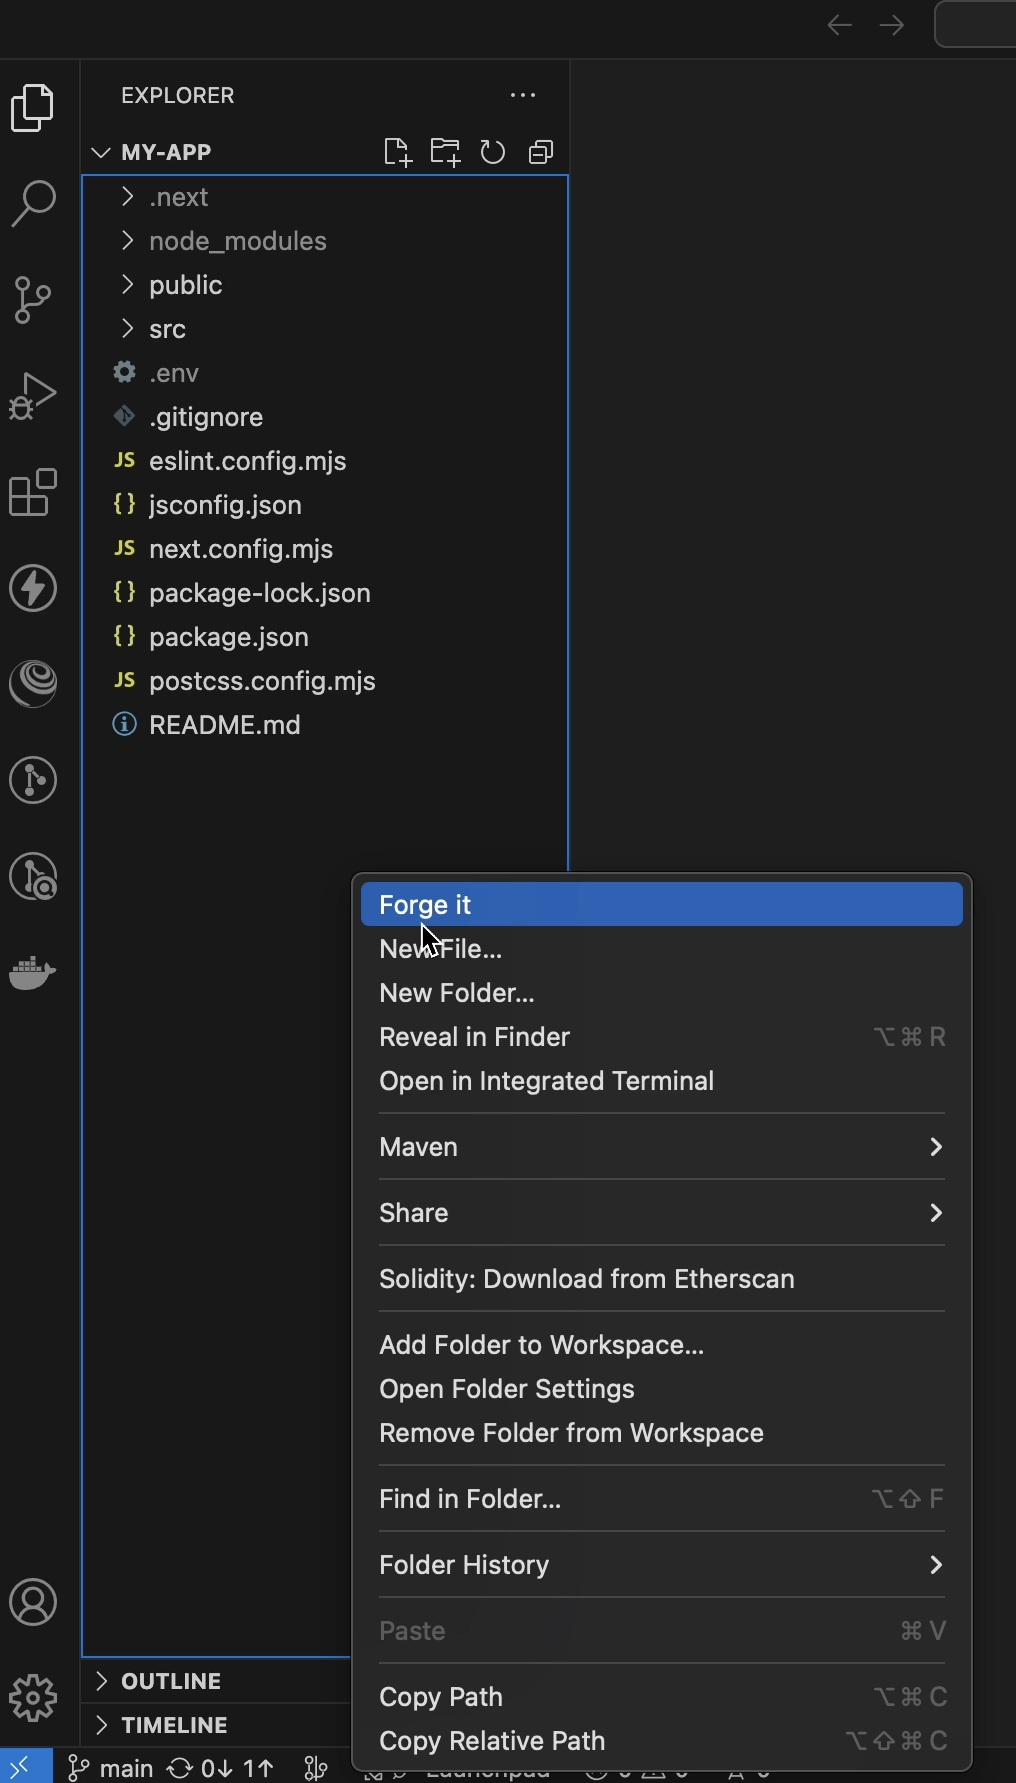 EXPLORER
MY-APP
.next
node_modules
public
src
.env
.gitignore
JS eslint.config.mjs
{} jsconfig.json
JS next.config.mjs
{} package-lock.json
{} package.json
JS postcss.config.mjs
README.md
Forge it
New File...
New Folder...
Reveal in Finder ⌥⌘R
Open in Integrated Terminal
Maven
Share
Solidity: Download from Etherscan
Add Folder to Workspace...
Open Folder Settings
Remove Folder from Workspace
Find in Folder... ⌥⇧F
Folder History
Paste ⌘V
Copy Path ⌥⌘C
Copy Relative Path ⌥⇧⌘C
OUTLINE
TIMELINE
main 0↓ 1↑ Launchpad